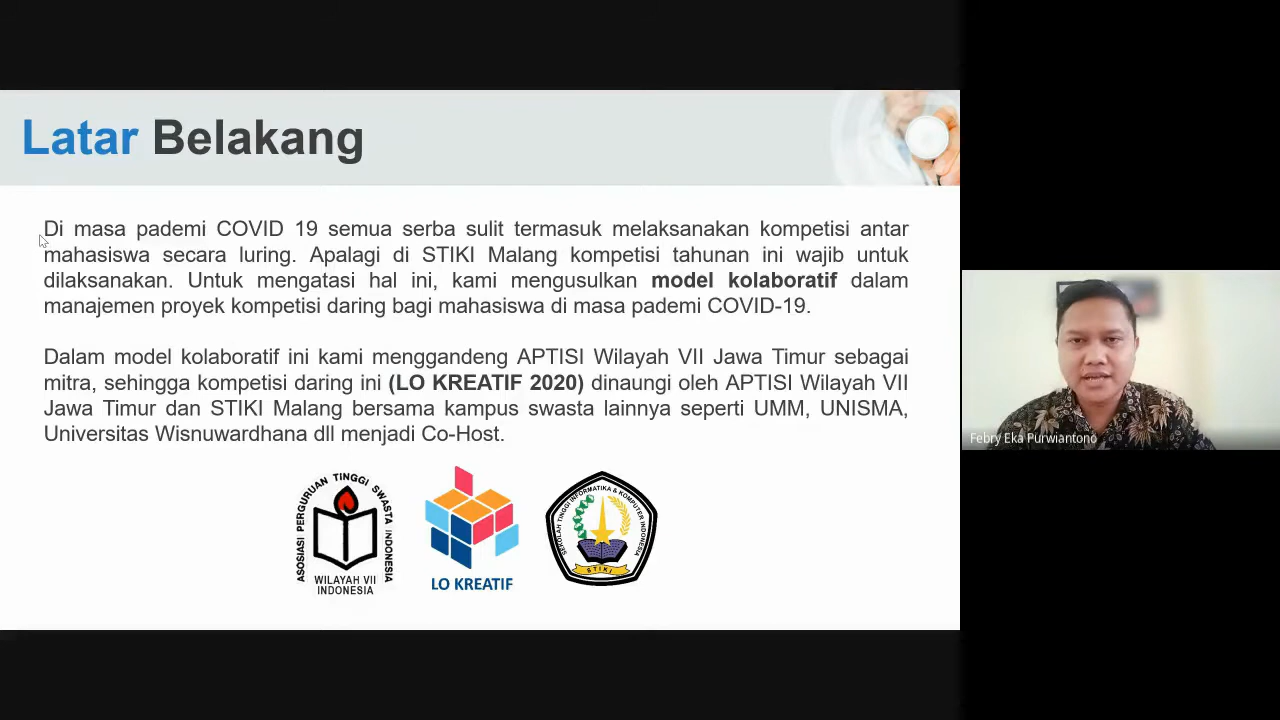 Latar Belakang
Di masa pademi COVID 19 semua serba sulit termasuk melaksanakan kompetisi antar
mahasiswa secara luring. Apalagi di STIKI Malang kompetisi tahunan ini wajib untuk
dilaksanakan. Untuk mengatasi hal ini, kami mengusulkan model kolaboratif dalam
manajemen proyek kompetisi daring bagi mahasiswa di masa pademi COVID-19.
Dalam model kolaboratif ini kami menggandeng APTISI Wilayah VII Jawa Timur sebagai
mitra, sehingga kompetisi daring ini (LO KREATIF 2020) dinaungi oleh APTISI Wilayah VII
Jawa Timur dan STIKI Malang bersama kampus swasta lainnya seperti UMM, UNISMA,
Universitas Wisnuwardhana dll menjadi Co-Host.
ASOSIASI PERGURUAN TINGGI SWASTA INDONESIA
WILAYAH VII
INDONESIA
LO KREATIF
SEKOLAH TINGGI INFORMATIKA & KOMPUTER INDONESIA
STIKI
Febry Eka Purwiantono